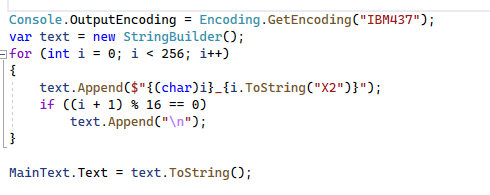 Console.OutputEncoding = Encoding.GetEncoding("IBM437");
var text = new StringBuilder();
for (int i = 0; i < 256; i++)
{
    text.Append($"{(char)i}_{i.ToString("X2")}");
    if ((i + 1) % 16 == 0)
        text.Append("\n");
}

MainText.Text = text.ToString();